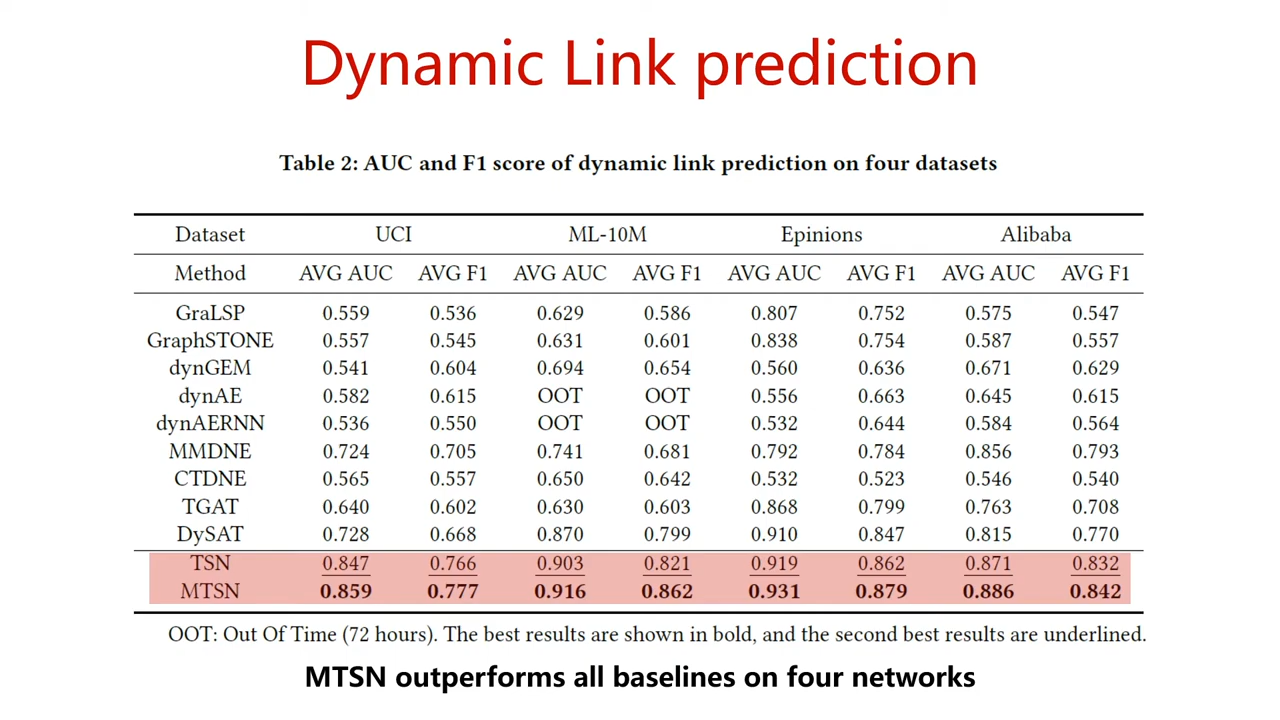 Dynamic Link prediction
Table 2: AUC and F1 score of dynamic link prediction on four datasets
Dataset UCI ML-10M Epinions Alibaba
Method AVG AUC AVG F1 AVG AUC AVG F1 AVG AUC AVG F1 AVG AUC AVG F1
GraLSP 0.559 0.536 0.629 0.586 0.807 0.752 0.575 0.547
GraphSTONE 0.557 0.545 0.631 0.601 0.838 0.754 0.587 0.557
dynGEM 0.541 0.604 0.694 0.654 0.560 0.636 0.671 0.629
dynAE 0.582 0.615 OOT OOT 0.556 0.663 0.645 0.615
dynAERNN 0.536 0.550 OOT OOT 0.532 0.644 0.584 0.564
MMDNE 0.724 0.705 0.741 0.681 0.792 0.784 0.856 0.793
CTDNE 0.565 0.557 0.650 0.642 0.532 0.523 0.546 0.540
TGAT 0.640 0.602 0.630 0.603 0.868 0.799 0.763 0.708
DySAT 0.728 0.668 0.870 0.799 0.910 0.847 0.815 0.770
TSN 0.847 0.766 0.903 0.821 0.919 0.862 0.871 0.832
MTSN 0.859 0.777 0.916 0.862 0.931 0.879 0.886 0.842
OOT: Out Of Time (72 hours). The best results are shown in bold, and the second best results are underlined.
MTSN outperforms all baselines on four networks